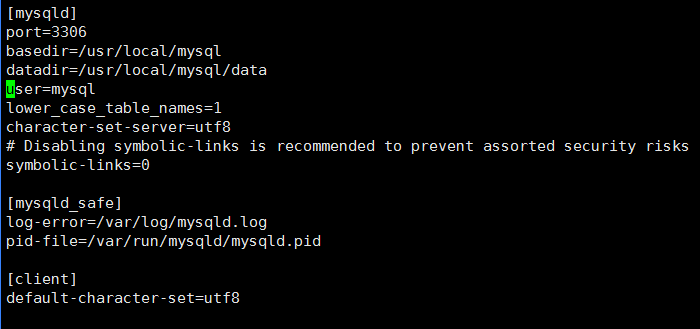 [mysqld]
port=3306
basedir=/usr/local/mysql
datadir=/usr/local/mysql/data
user=mysql
lower_case_table_names=1
character-set-server=utf8
# Disabling symbolic-links is recommended to prevent assorted security risks
symbolic-links=0
[mysqld_safe]
log-error=/var/log/mysqld.log
pid-file=/var/run/mysqld/mysqld.pid
[client]
default-character-set=utf8